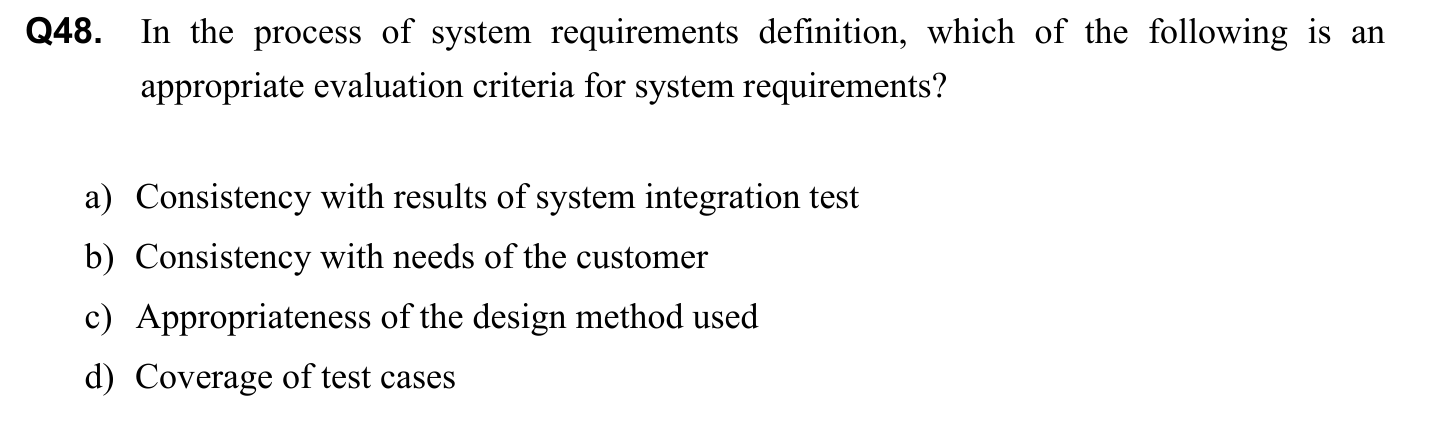 Q48. In the process of system requirements definition, which of the following is an
appropriate evaluation criteria for system requirements?
a) Consistency with results of system integration test
b) Consistency with needs of the customer
c) Appropriateness of the design method used
d) Coverage of test cases